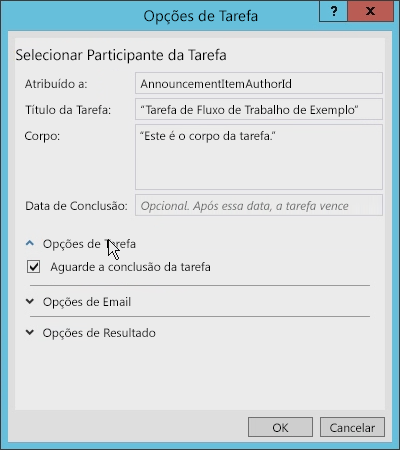 Opções de Tarefa
?
x
Selecionar Participante da Tarefa
Atribuído a: AnnouncementItemAuthorId
Título da Tarefa: "Tarefa de Fluxo de Trabalho de Exemplo"
Corpo: "Este é o corpo da tarefa."
Data de Conclusão: Opcional. Após essa data, a tarefa vence
Opções de Tarefa
Aguarde a conclusão da tarefa
Opções de Email
Opções de Resultado
OK
Cancelar